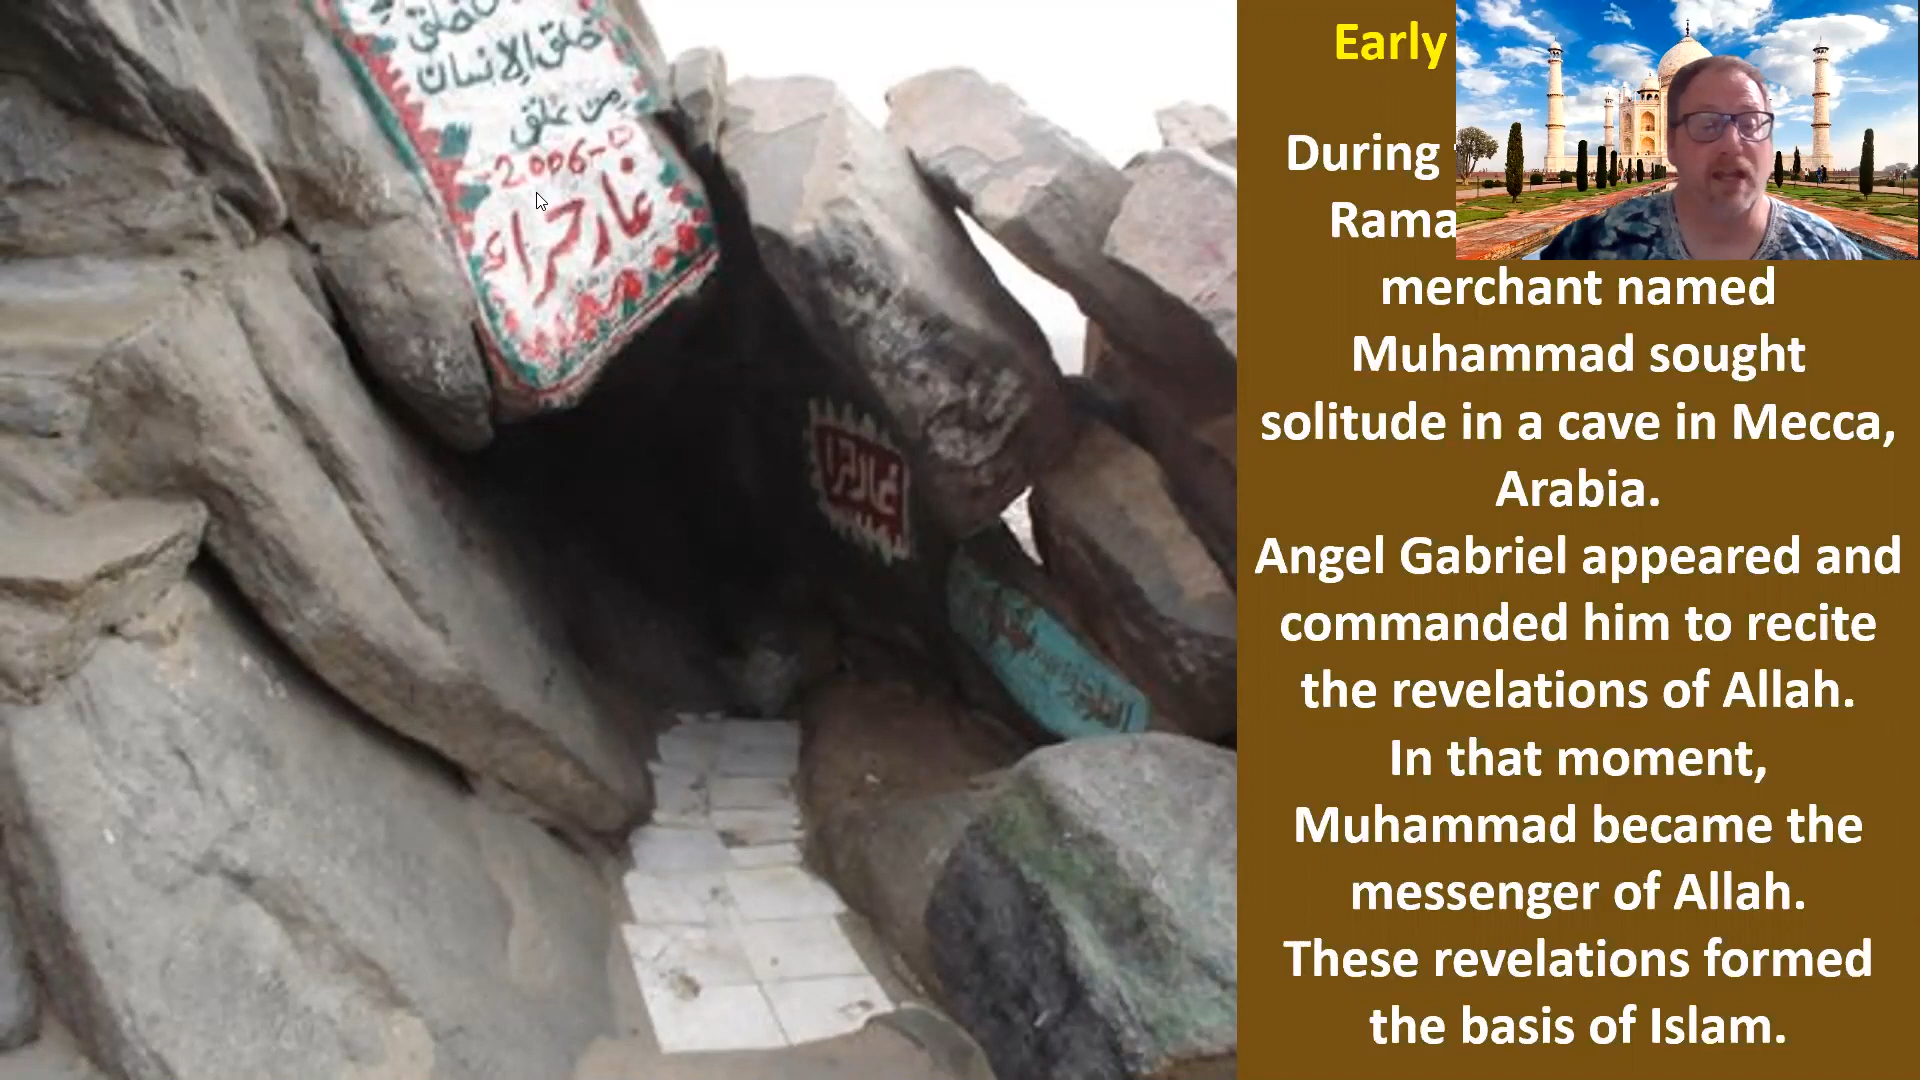 خلق
خلق الإنسان
من علق
2006-
غار حراء
غار حرا
Early
During
Rama
merchant named
Muhammad sought
solitude in a cave in Mecca,
Arabia.
Angel Gabriel appeared and
commanded him to recite
the revelations of Allah.
In that moment,
Muhammad became the
messenger of Allah.
These revelations formed
the basis of Islam.